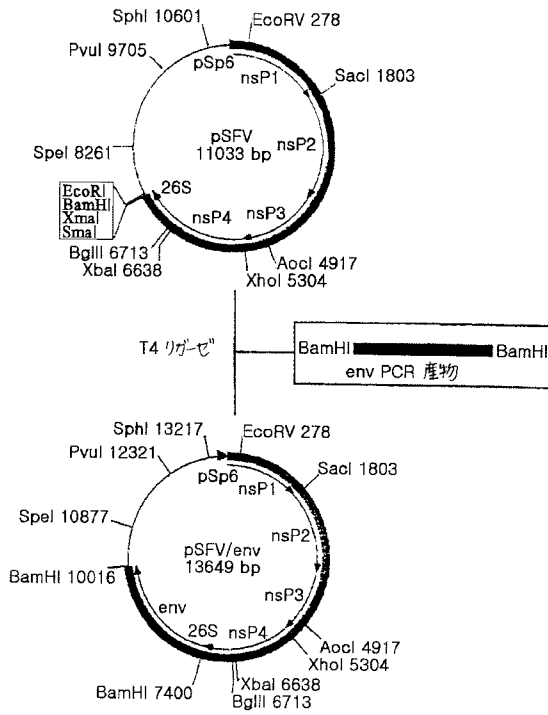 SphI 10601
EcoRV 278
PvuI 9705
pSp6
nsP1
SacI 1803
pSFV
11033 bp
nsP2
SpeI 8261
26S
EcoRI
BamHI
XmaI
SmaI
nsP4
nsP3
BglII 6713
XbaI 6638
AocI 4917
XhoI 5304
T4 リガーゼ
BamHI
BamHI
env PCR 産物
SphI 13217
EcoRV 278
PvuI 12321
pSp6
nsP1
SacI 1803
SpeI 10877
nsP2
pSFV/env
13649 bp
BamHI 10016
env
nsP3
26S
nsP4
AocI 4917
XhoI 5304
XbaI 6638
BamHI 7400
BglII 6713